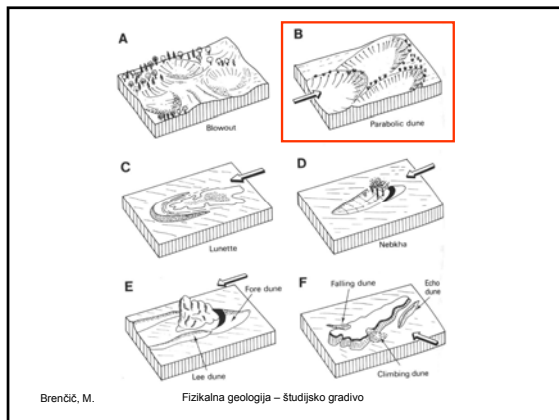 A
Blowout
B
Parabolic dune
C
Lunette
D
Nebkha
E
Fore dune
Lee dune
F
Falling dune
Echo dune
Climbing dune
Brenčič, M. Fizikalna geologija – študijsko gradivo